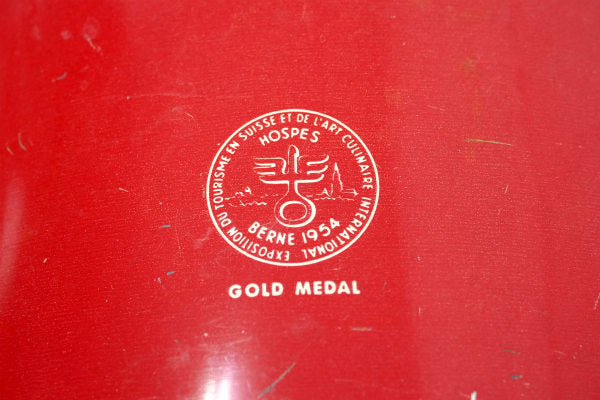 EXPOSITION DU TOURISME EN SUISSE ET DE L'ART CULINAIRE INTERNATIONAL
HOSPES
BERNE 1954
GOLD MEDAL